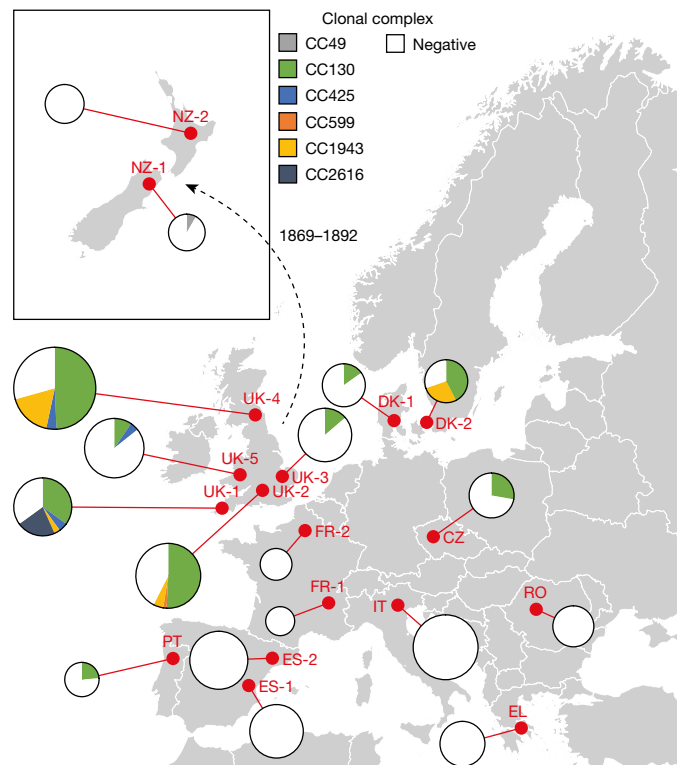 Clonal complex
CC49
Negative
CC130
CC425
CC599
CC1943
CC2616
NZ-2
NZ-1
1869–1892
UK-4
DK-1
DK-2
UK-5
UK-3
UK-1
UK-2
FR-2
CZ
FR-1
IT
RO
PT
ES-2
ES-1
EL